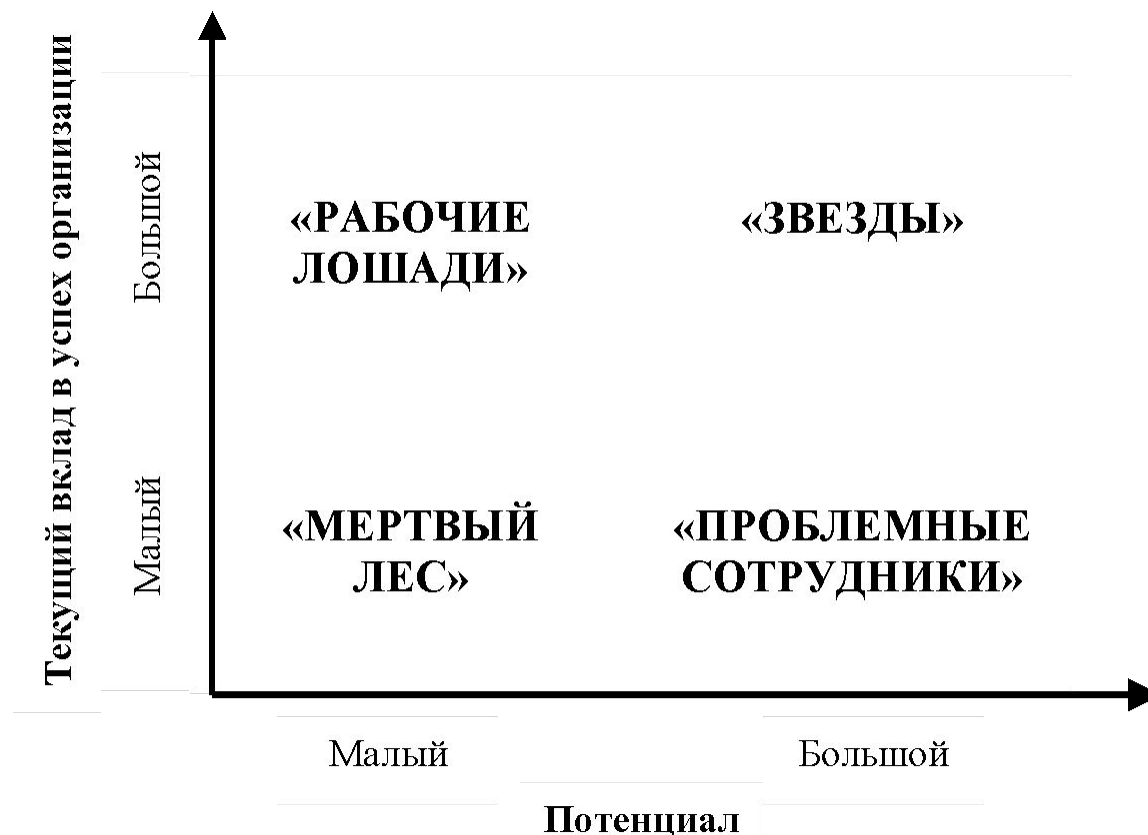 Текущий вклад в успех организации
Большой
Малый
«РАБОЧИЕ
ЛОШАДИ»
«ЗВЕЗДЫ»
«МЕРТВЫЙ
ЛЕС»
«ПРОБЛЕМНЫЕ
СОТРУДНИКИ»
Малый
Большой
Потенциал